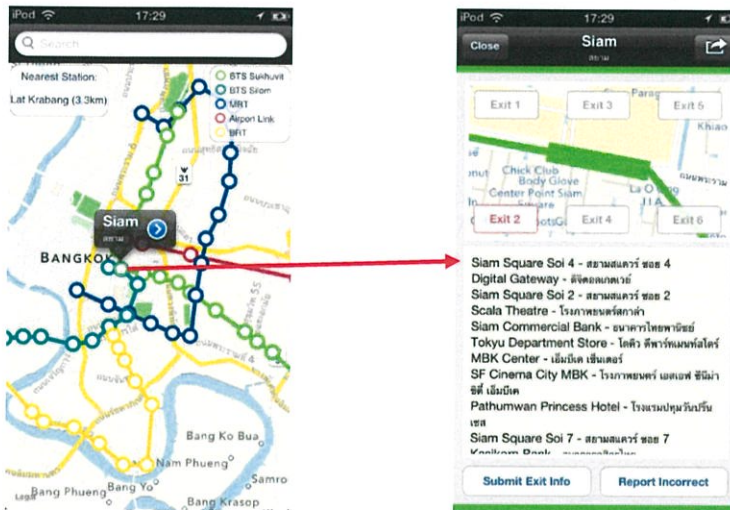 iPod 17:29
Search
Nearest Station:
Lat Krabang (3.3km)
BTS Sukhuvit
BTS Silom
MRT
Airport Link
BRT
31
Siam
สยาม
BANGKOK
Bang Ko Bua
Nam Phueng
Bang Phueng
Bang Yo
Samro
Bang Krasop
Legal
iPod 17:29
Close
Siam
สยาม
Exit 1
Exit 3
Exit 5
Parag
Khiao
Chick Club
Body Glove
Center Point Siam
Square
La O
JIA
Exit 2
Exit 4
Exit 6
Siam Square Soi 4 - สยามสแควร์ ซอย 4
Digital Gateway - ดิจิตอลเกตเวย์
Siam Square Soi 2 - สยามสแควร์ ซอย 2
Scala Theatre - โรงภาพยนตร์สกาล่า
Siam Commercial Bank - ธนาคารไทยพาณิชย์
Tokyu Department Store - โตคิว ดีพาร์ทเมนท์สโตร์
MBK Center - เอ็มบีเค เซ็นเตอร์
SF Cinema City MBK - โรงภาพยนตร์ เอสเอฟ ซีนีม่า
ซิตี้ เอ็มบีเค
Pathumwan Princess Hotel - โรงแรมปทุมวันปริ้น
เซส
Siam Square Soi 7 - สยามสแควร์ ซอย 7
Submit Exit Info
Report Incorrect